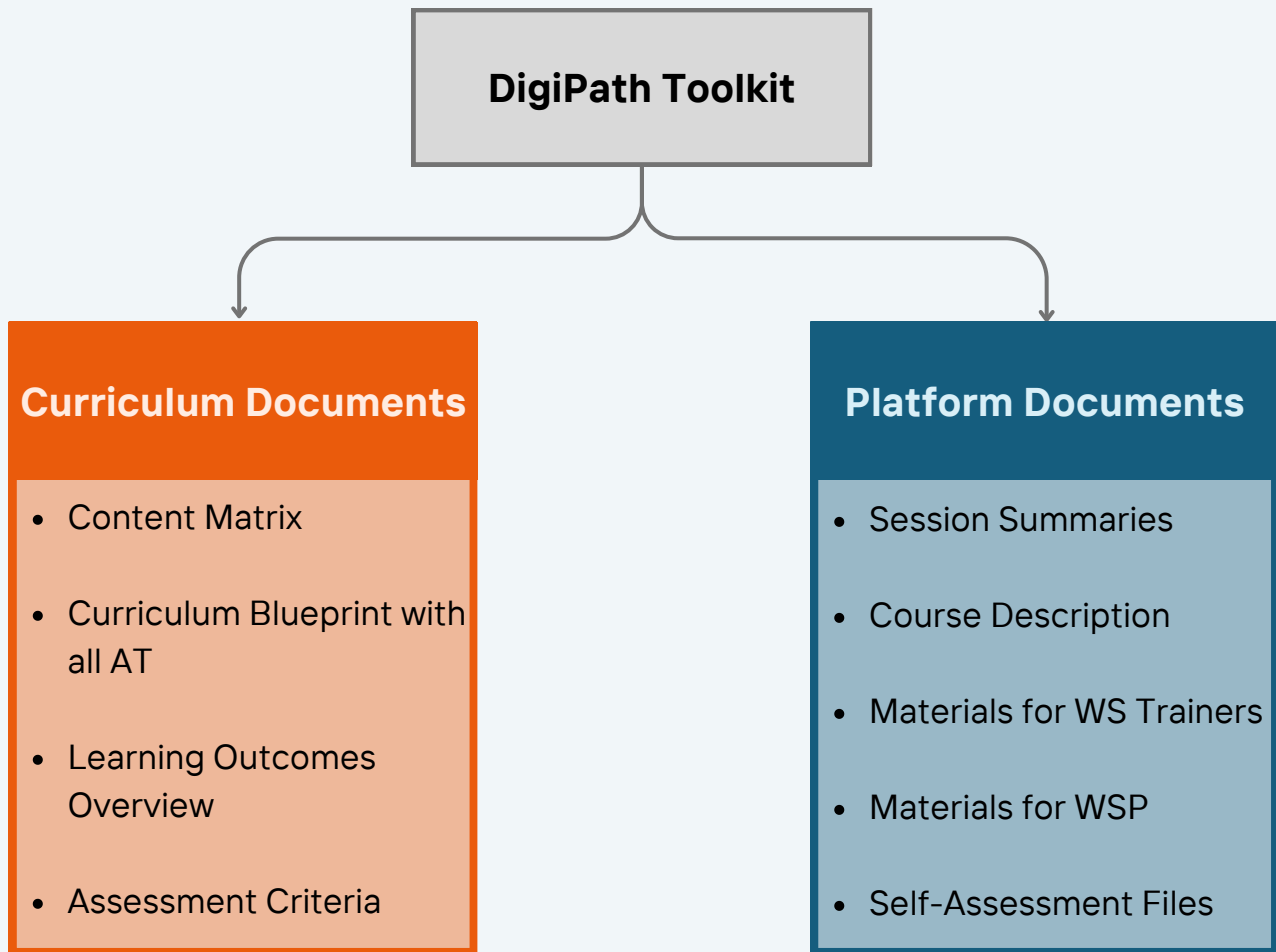 DigiPath Toolkit
Curriculum Documents
• Content Matrix
• Curriculum Blueprint with
all AT
• Learning Outcomes
Overview
• Assessment Criteria
Platform Documents
• Session Summaries
• Course Description
• Materials for WS Trainers
• Materials for WSP
• Self-Assessment Files